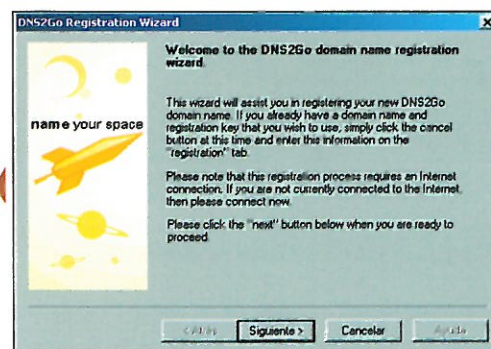 DNS2Go Registration Wizard
Welcome to the DNS2Go domain name registration
wizard.
name your space
This wizard will assist you in registering your new DNS2Go
domain name. If you already have a domain name and
registration key that you wish to use, simply click the cancel
button at this time and enter this information on the
"registration" tab.
Please note that this registration process requires an Internet
connection. If you are not currently connected to the Internet,
then please connect now.
Please click the "next" button below when you are ready to
proceed.
< Atrás
Siguiente >
Cancelar
Ayuda